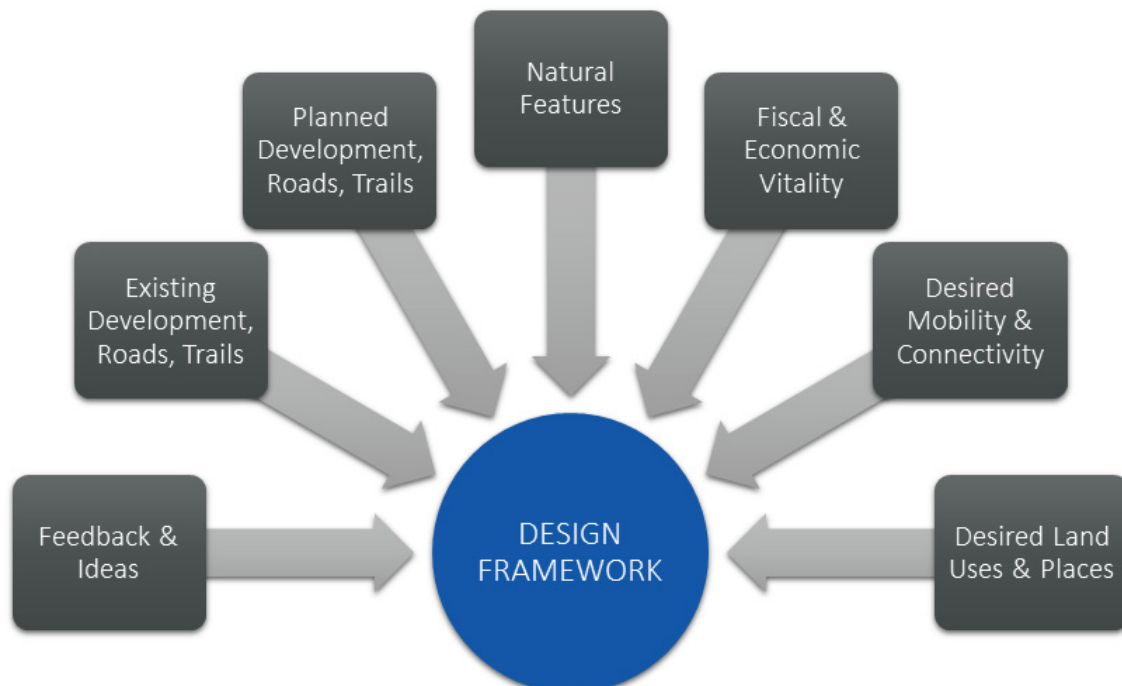 Natural
Features
Planned
Development,
Roads, Trails
Fiscal &
Economic
Vitality
Existing
Development,
Roads, Trails
Desired
Mobility &
Connectivity
Feedback &
Ideas
DESIGN
FRAMEWORK
Desired Land
Uses & Places